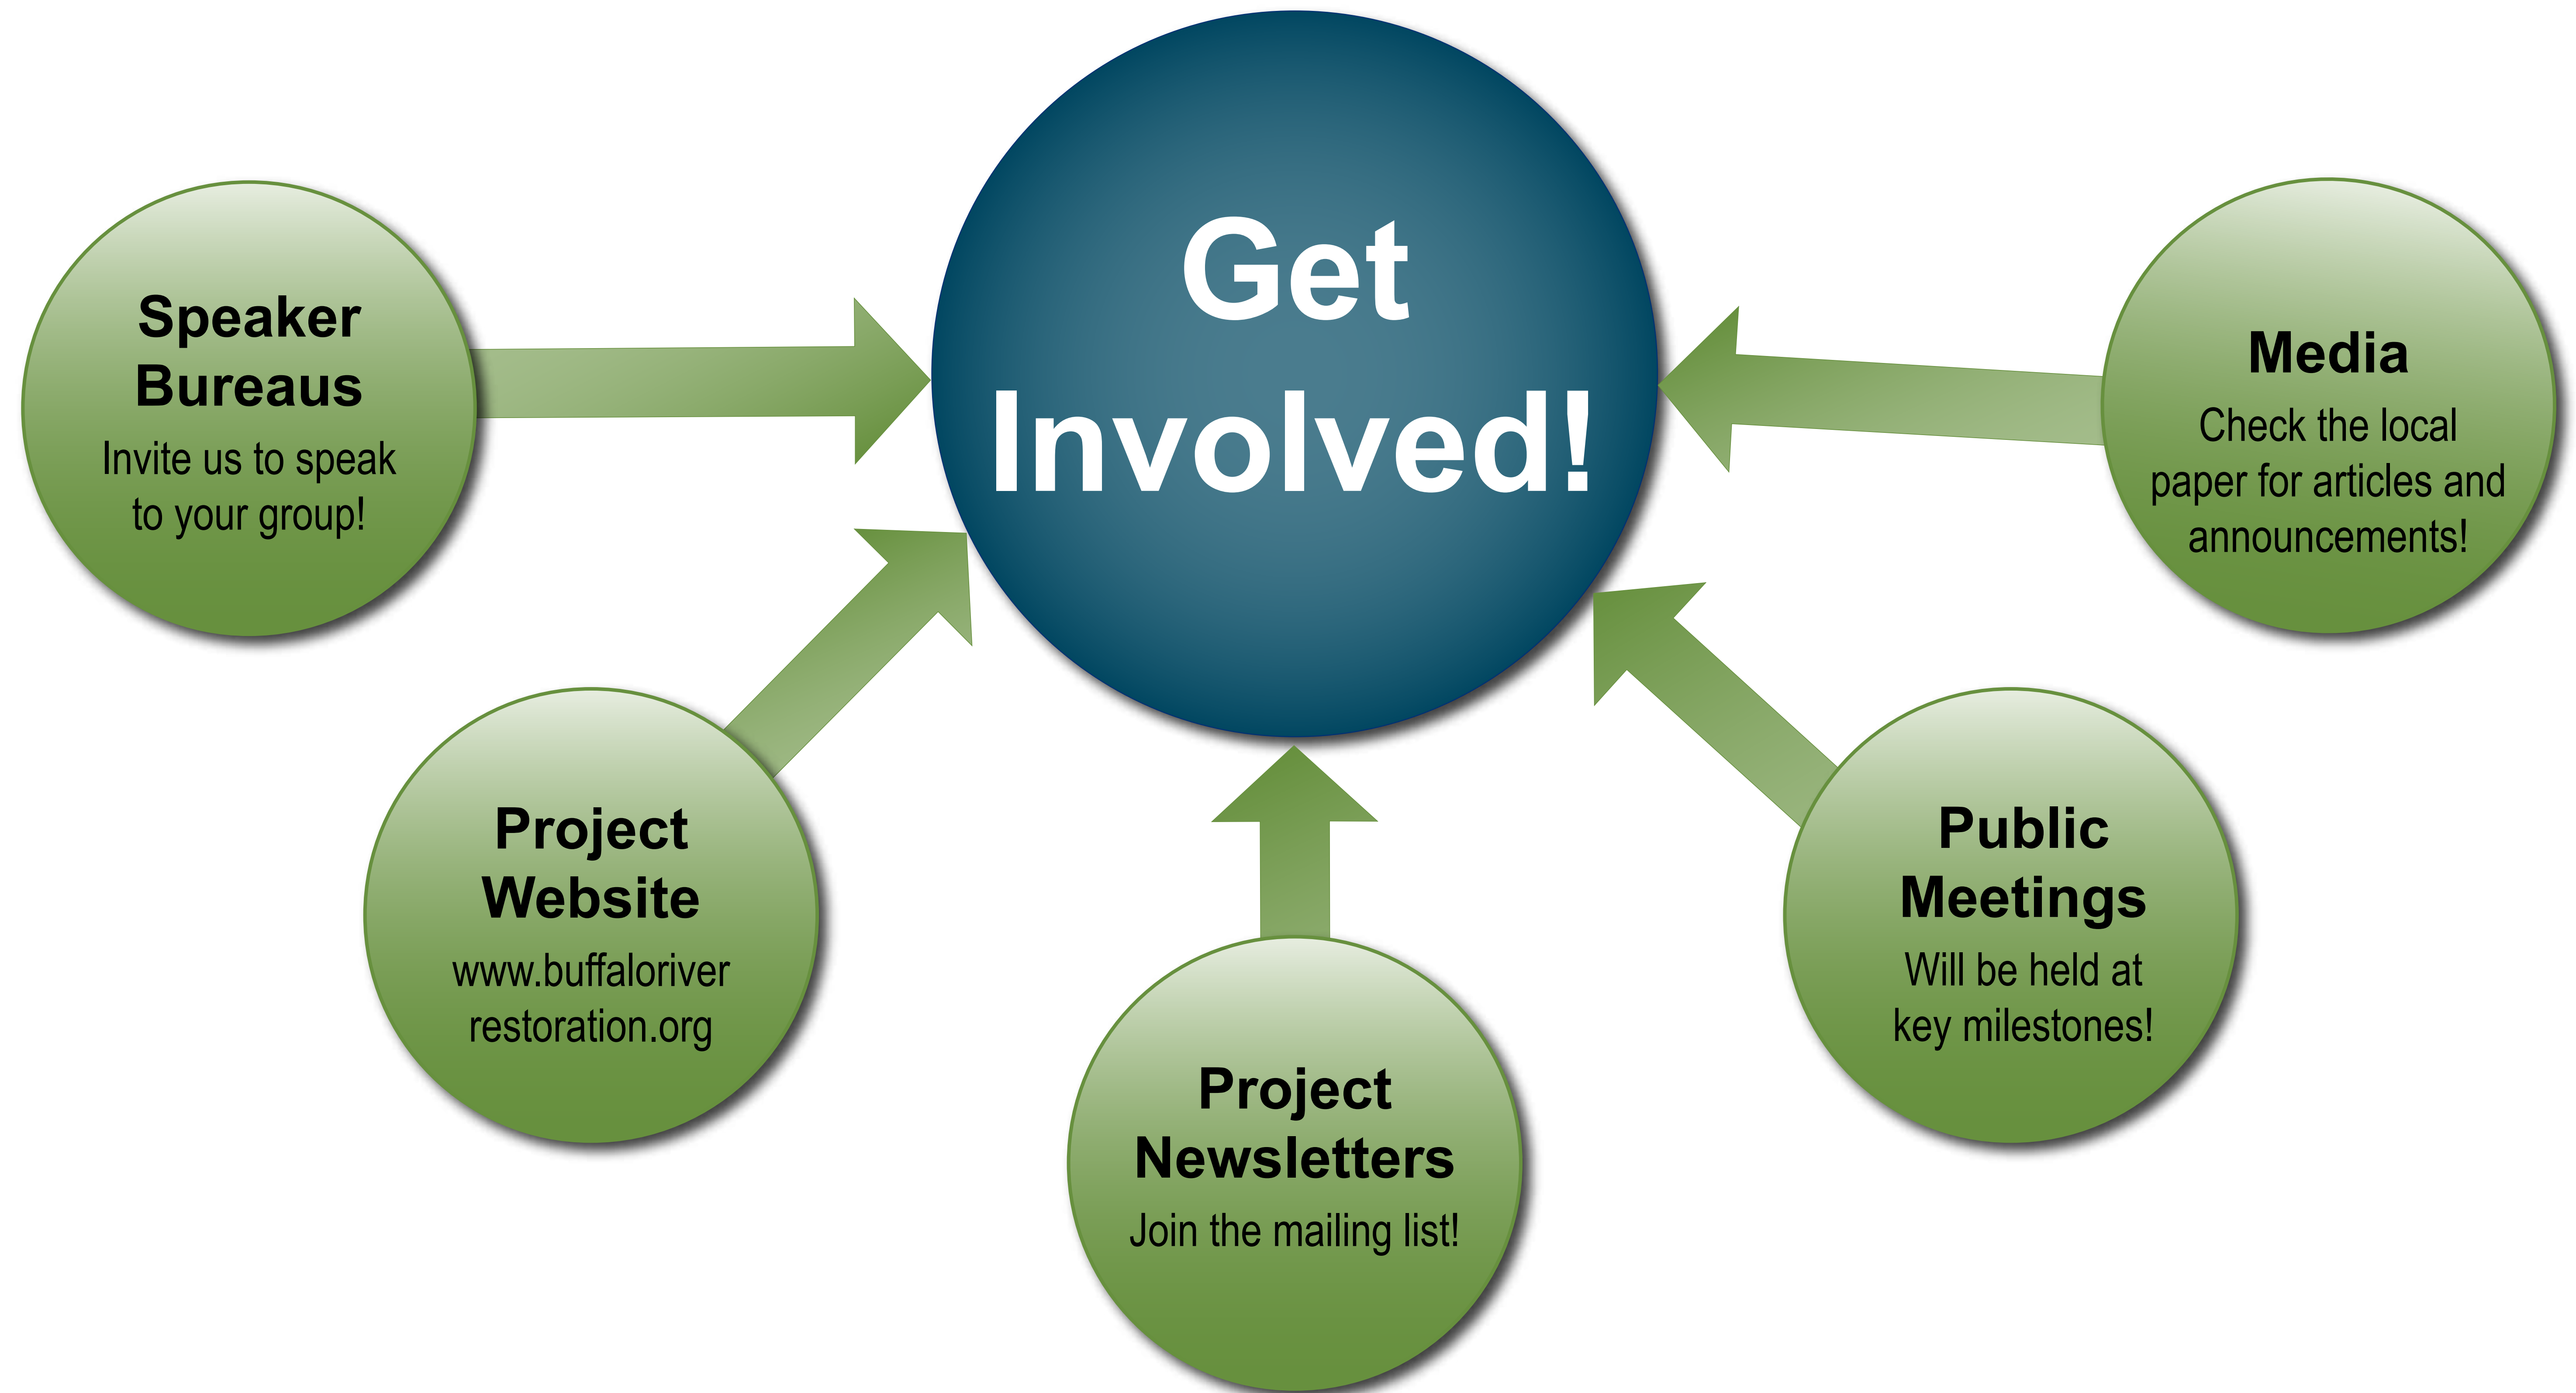 Get
Involved!
Speaker
Bureaus
Invite us to speak
to your group!
Project
Website
www.buffaloriver
restoration.org
Project
Newsletters
Join the mailing list!
Public
Meetings
Will be held at
key milestones!
Media
Check the local
paper for articles and
announcements!